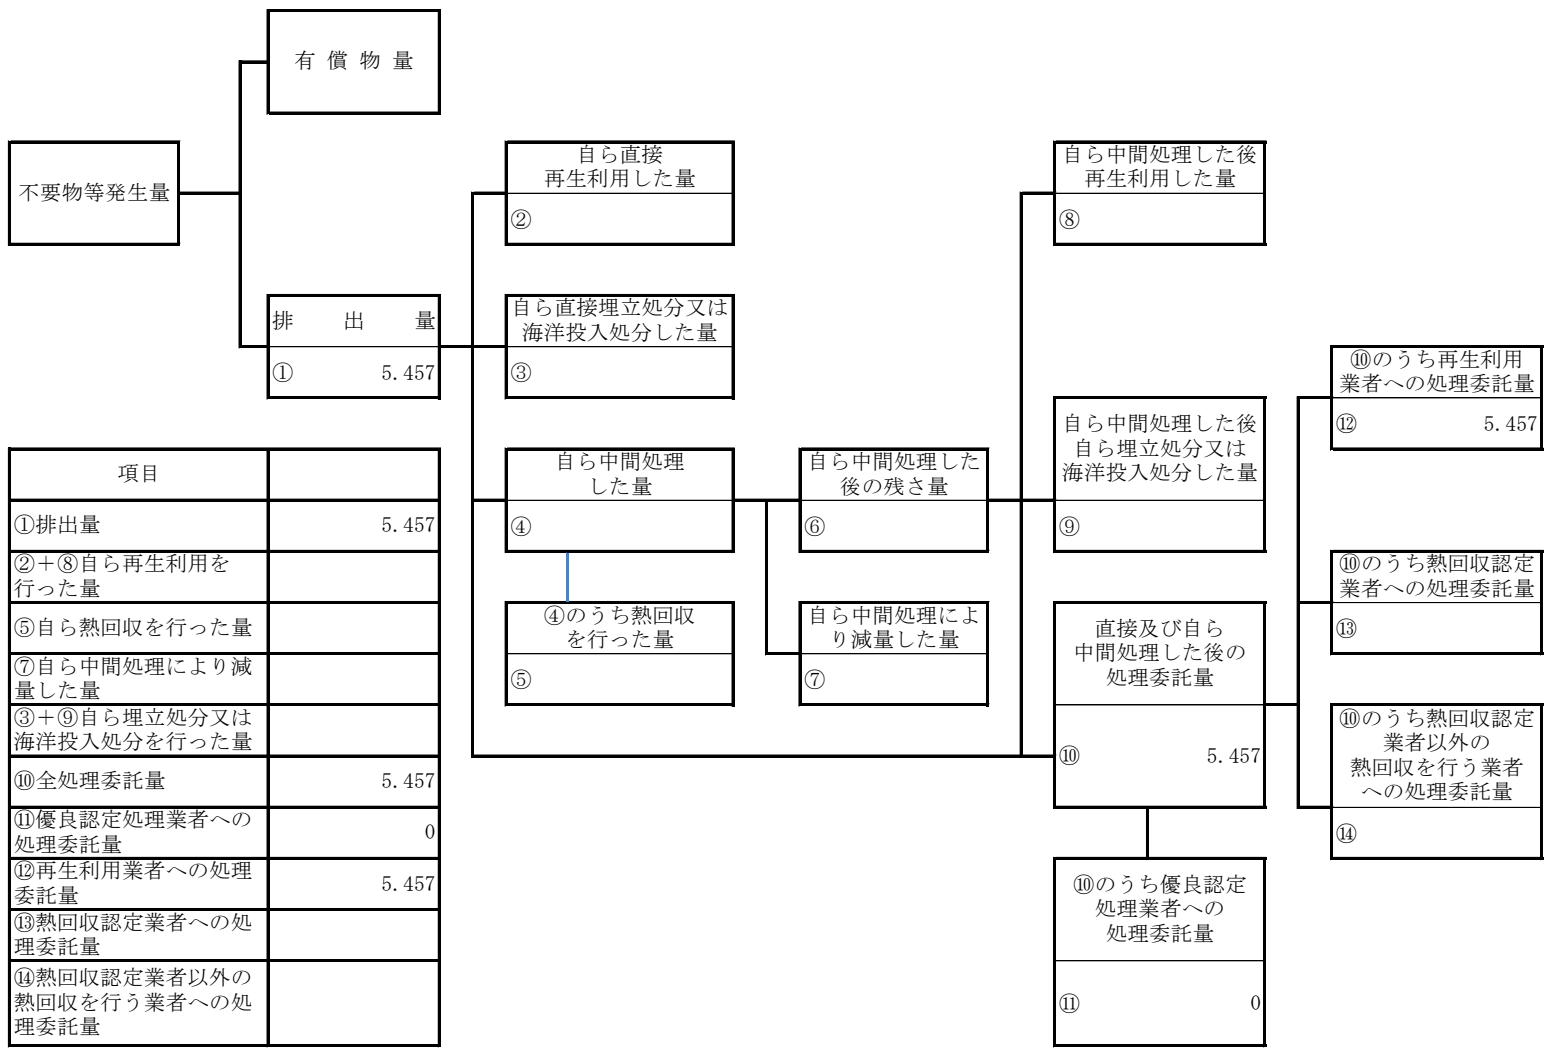 有償物量
不要物等発生量
排出量
① 5.457
自ら直接
再生利用した量
②
自ら直接埋立処分又は
海洋投入処分した量
③
自ら中間処理
した量
④
④のうち熱回収
を行った量
⑤
自ら中間処理した
後の残さ量
⑥
自ら中間処理によ
り減量した量
⑦
自ら中間処理した後
再生利用した量
⑧
自ら中間処理した後
自ら埋立処分又は
海洋投入処分した量
⑨
直接及び自ら
中間処理した後の
処理委託量
⑩ 5.457
⑩のうち優良認定
処理業者への
処理委託量
⑪ 0
⑩のうち再生利用
業者への処理委託量
⑫ 5.457
⑩のうち熱回収認定
業者への処理委託量
⑬
⑩のうち熱回収認定
業者以外の
熱回収を行う業者
への処理委託量
⑭
項目
①排出量 5.457
②＋⑧自ら再生利用を
行った量
⑤自ら熱回収を行った量
⑦自ら中間処理により減
量した量
③＋⑨自ら埋立処分又は
海洋投入処分を行った量
⑩全処理委託量 5.457
⑪優良認定処理業者への
処理委託量 0
⑫再生利用業者への処理
委託量 5.457
⑬熱回収認定業者への処
理委託量
⑭熱回収認定業者以外の
熱回収を行う業者への処
理委託量